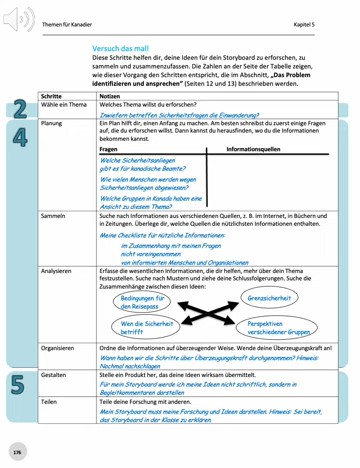 Themen für Kanadier
Kapitel 5
Versuch das mal!
Diese Schritte helfen dir, deine Ideen für dein Storyboard zu erforschen, zu
sammeln und zusammenzufassen. Die Zahlen an der Seite der Tabelle zeigen,
wie dieser Vorgang den Schritten entspricht, die im Abschnitt, „Das Problem
identifizieren und ansprechen“ (Seiten 12 und 13) beschrieben werden.
Schritte
Notizen
2
Wähle ein Thema
Welches Thema willst du erforschen?
Inwiefern betreffen Sicherheitsfragen die Einwanderung?
4
Planung
Ein Plan hilft dir, einen Anfang zu machen. Am besten schreibst du zuerst einige Fragen
auf, die du erforschen willst. Dann kannst du herausfinden, wo du die Informationen
bekommen kannst.
Fragen
Informationsquellen
Welche Sicherheitsanliegen
gibt es für kanadische Beamte?
Wie vielen Menschen werden wegen
Sicherheitsanliegen abgewiesen?
Welche Gruppen in Kanada haben eine
Ansicht zu diesem Thema?
Sammeln
Suche nach Informationen aus verschiedenen Quellen, z. B. im Internet, in Büchern und
in Zeitungen. Überlege dir, welche Quellen die nützlichsten Informationen enthalten.
Meine Checkliste für nützliche Informationen:
im Zusammenhang mit meinen Fragen
nicht voreingenommen
von informierten Menschen und Organisationen
Analysieren
Erfasse die wesentlichen Informationen, die dir helfen, mehr über dein Thema
festzustellen. Suche nach Mustern und ziehe deine Schlussfolgerungen. Suche die
Zusammenhänge zwischen diesen Ideen:
Bedingungen für
den Reisepass
Grenzsicherheit
Wen die Sicherheit
betrifft
Perspektiven
verschiedener Gruppen
Organisieren
Ordne die Informationen auf überzeugender Weise. Wende deine Überzeugungskraft an!
Wann haben wir die Schritte über Überzeugungskraft durchgenommen? Hinweis:
Nochmal nachschlagen
5
Gestalten
Stelle ein Produkt her, das deine Ideen wirksam übermittelt.
Für mein Storyboard werde ich meine Ideen nicht schriftlich, sondern in
Begleitkommentaren darstellen
Teilen
Teile deine Forschung mit anderen.
Mein Storyboard muss meine Forschung und Ideen darstellen. Hinweis: Sei bereit,
das Storyboard in der Klasse zu erklären.
176